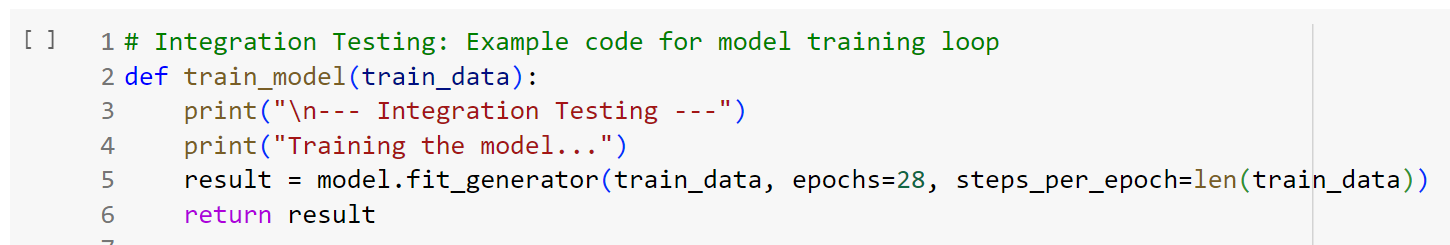 [ ] 1 # Integration Testing: Example code for model training loop
2 def train_model(train_data):
3     print("\n--- Integration Testing ---")
4     print("Training the model...")
5     result = model.fit_generator(train_data, epochs=28, steps_per_epoch=len(train_data))
6     return result
7